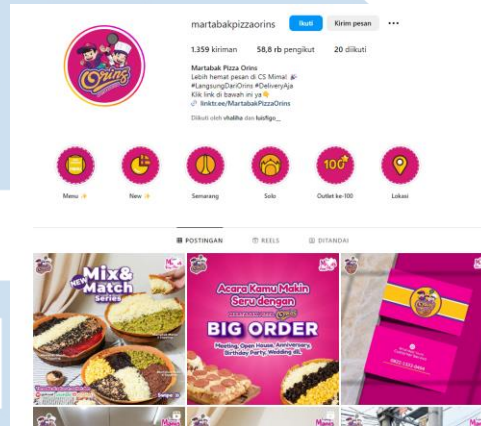 martabakpizzaorins
Ikuti
Kirim pesan
1.359 kiriman
58,8 rb pengikut
20 diikuti
Martabak Pizza Orins
Lebih hemat pesan di CS Mima!
#LangsungDariOrins #DeliveryAja
Klik link di bawah ini ya
linktr.ee/MartabakPizzaOrins
Diikuti oleh vhaliha dan luisfigo__
Orins
100
Menu
New
Semarang
Solo
Outlet ke-100
Lokasi
POSTINGAN
REELS
DITANDAI
NEW
Mix&
Match
Series
Acara Kamu Makin
Seru dengan
BIG ORDER
Meeting, Open House, Anniversary,
Birthday Party, Wedding dll.